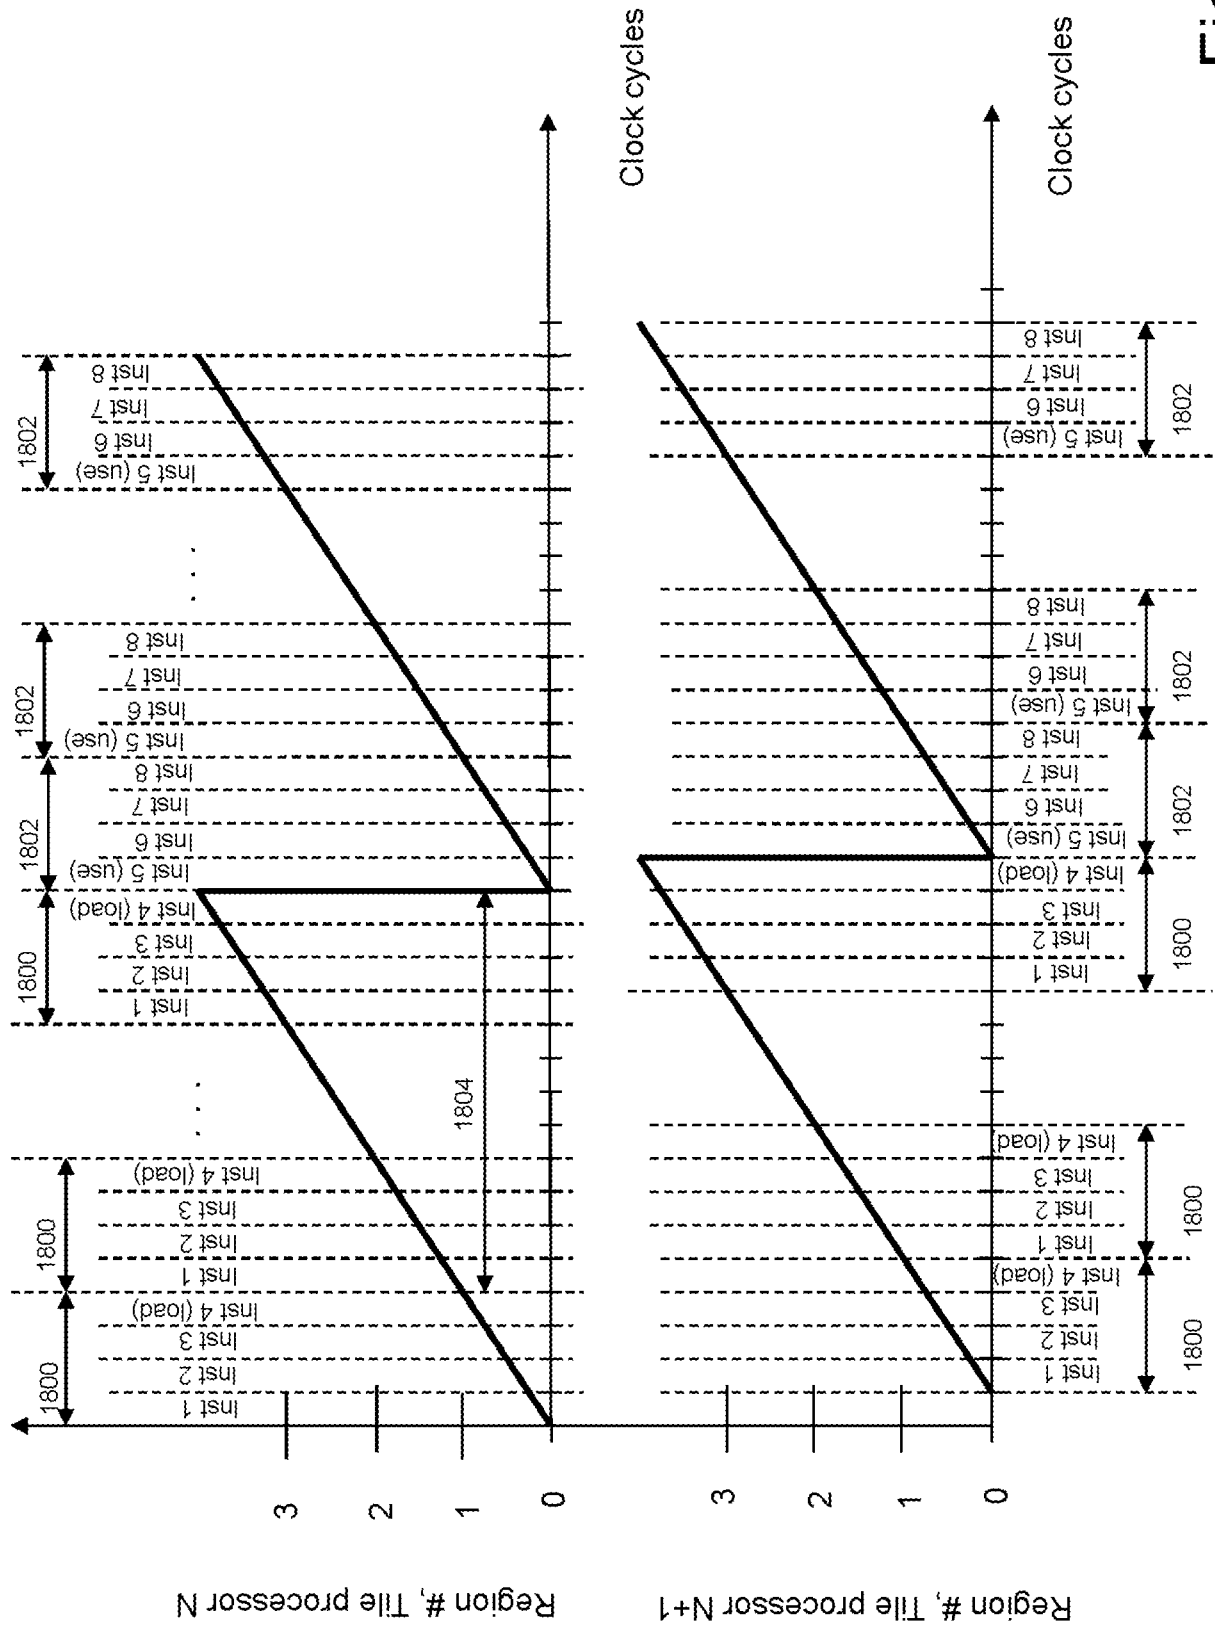 Region #, Tile processor N
3
2
1
0
1800
1800
1800
1802
1802
1802
Inst 1
Inst 2
Inst 3
Inst 4 (load)
Inst 1
Inst 2
Inst 3
Inst 4 (load)
. . .
Inst 1
Inst 2
Inst 3
Inst 4 (load)
Inst 5 (use)
Inst 6
Inst 7
Inst 8
Inst 5 (use)
Inst 6
Inst 7
Inst 8
. . .
Inst 5 (use)
Inst 6
Inst 7
Inst 8
1804
Clock cycles
Region #, Tile processor N+1
3
2
1
0
Inst 1
Inst 2
Inst 3
Inst 4 (load)
Inst 1
Inst 2
Inst 3
Inst 4 (load)
Inst 1
Inst 2
Inst 3
Inst 4 (load)
Inst 5 (use)
Inst 6
Inst 7
Inst 8
Inst 5 (use)
Inst 6
Inst 7
Inst 8
Inst 5 (use)
Inst 6
Inst 7
Inst 8
1800
1800
1800
1802
1802
1802
Clock cycles